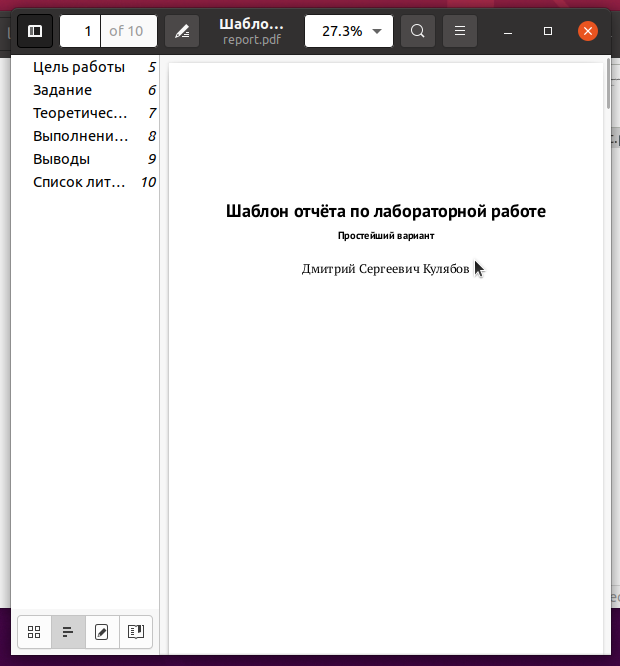 1 of 10
Шабло…
report.pdf
27.3%
Цель работы 5
Задание 6
Теоретичес… 7
Выполнени… 8
Выводы 9
Список лит… 10
Шаблон отчёта по лабораторной работе
Простейший вариант
Дмитрий Сергеевич Кулябов